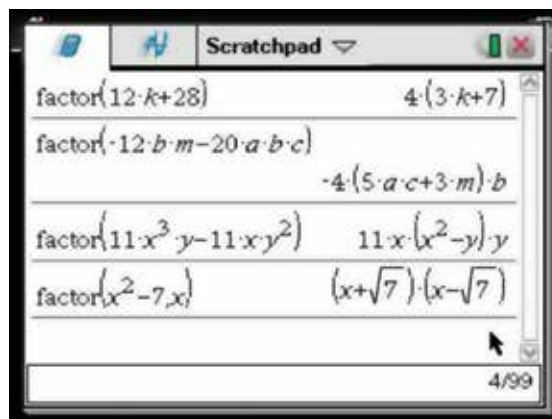 Scratchpad
factor(12·k+28) 4·(3·k+7)
factor(-12·b·m-20·a·b·c)
-4·(5·a·c+3·m)·b
factor(11·x³·y-11·x·y²) 11·x·(x²-y)·y
factor(x²-7,x) (x+√7)·(x-√7)
4/99